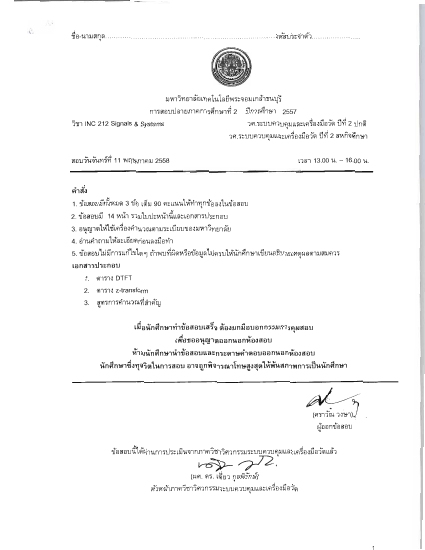 ชื่อ-นามสกุล........................................................................รหัสประจำตัว....................
มหาวิทยาลัยเทคโนโลยีพระจอมเกล้าธนบุรี
การสอบปลายภาคการศึกษาที่ 2 ปีการศึกษา 2557
วิชา INC 212 Signals & Systems วศ.ระบบควบคุมและเครื่องมือวัด ปีที่ 2 ปกติ
วศ.ระบบควบคุมและเครื่องมือวัด ปีที่ 2 สหกิจศึกษา
สอบวันจันทร์ที่ 11 พฤษภาคม 2558 เวลา 13.00 น. – 16.00 น.
คำสั่ง
1. ข้อสอบมีทั้งหมด 3 ข้อ เต็ม 90 คะแนนให้ทำทุกข้อลงในข้อสอบ
2. ข้อสอบมี 14 หน้า รวมใบปะหน้านี้และเอกสารประกอบ
3. อนุญาตให้ใช้เครื่องคำนวณตามระเบียบของมหาวิทยาลัย
4. อ่านคำถามให้ละเอียดก่อนลงมือทำ
5. ข้อสอบไม่มีการแก้ไขใดๆ ถ้าพบที่ผิดหรือข้อมูลไม่ครบให้นักศึกษาเขียนอธิบายเหตุผลตามสมควร
เอกสารประกอบ
1. ตาราง DTFT
2. ตาราง z-transform
3. สูตรการคำนวณที่สำคัญ
เมื่อนักศึกษาทำข้อสอบเสร็จ ต้องยกมือบอกกรรมการคุมสอบ
เพื่อขออนุญาตออกนอกห้องสอบ
ห้ามนักศึกษานำข้อสอบและกระดาษคำตอบออกนอกห้องสอบ
นักศึกษาซึ่งทุจริตในการสอบ อาจถูกพิจารณาโทษสูงสุดให้พ้นสภาพการเป็นนักศึกษา
ผู้ออกข้อสอบ
ข้อสอบนี้ได้ผ่านการประเมินจากภาควิชาวิศวกรรมระบบควบคุมและเครื่องมือวัดแล้ว
(ผศ. ดร. เดี่ยว กุลพิรักษ์)
หัวหน้าภาควิชาวิศวกรรมระบบควบคุมและเครื่องมือวัด
1